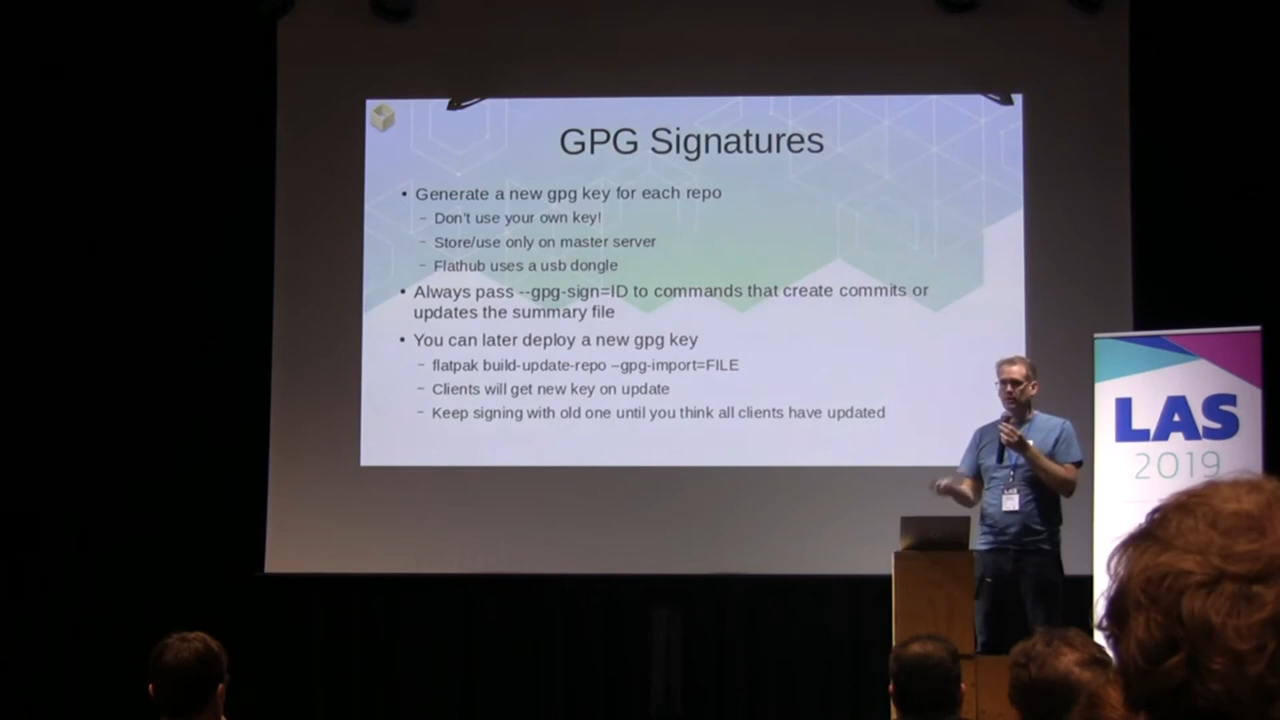 GPG Signatures
• Generate a new gpg key for each repo
– Don't use your own key!
– Store/use only on master server
– Flathub uses a usb dongle
• Always pass --gpg-sign=ID to commands that create commits or
updates the summary file
• You can later deploy a new gpg key
– flatpak build-update-repo –gpg-import=FILE
– Clients will get new key on update
– Keep signing with old one until you think all clients have updated
LAS
2019
LAS